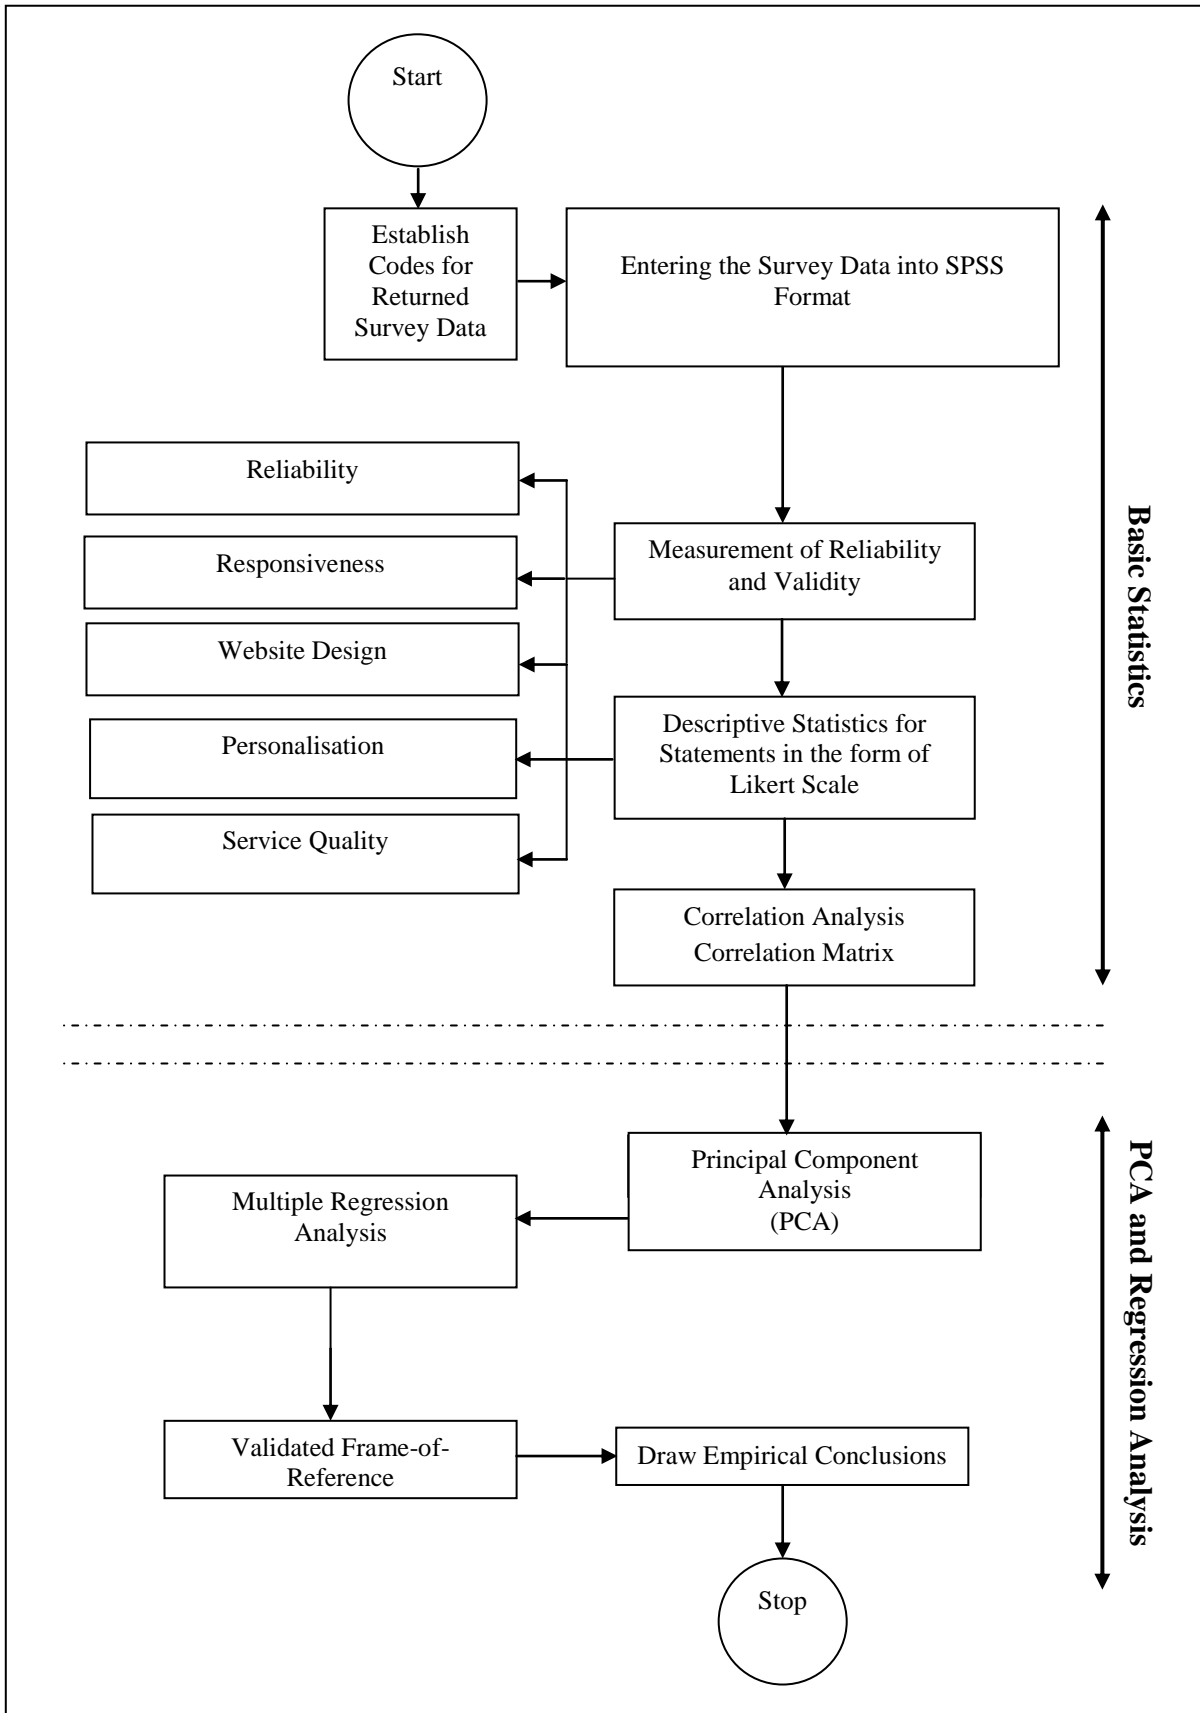 Start
Establish
Codes for
Returned
Survey Data
Entering the Survey Data into SPSS
Format
Reliability
Responsiveness
Website Design
Personalisation
Service Quality
Measurement of Reliability
and Validity
Descriptive Statistics for
Statements in the form of
Likert Scale
Correlation Analysis
Correlation Matrix
Basic Statistics
Principal Component
Analysis
(PCA)
Multiple Regression
Analysis
Validated Frame-of-
Reference
Draw Empirical Conclusions
Stop
PCA and Regression Analysis